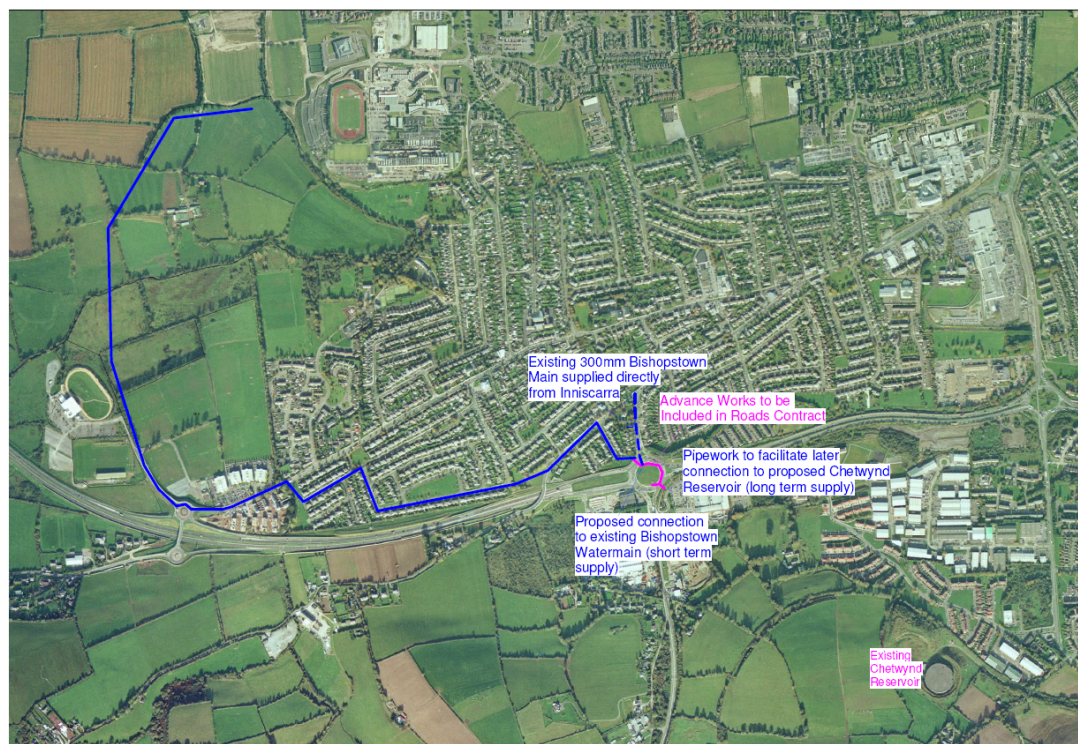 Existing 300mm Bishopstown
Main supplied directly
from Inniscarra
Advance Works to be
Included in Roads Contract
Pipework to facilitate later
connection to proposed Chetwynd
Reservoir (long term supply)
Proposed connection
to existing Bishopstown
Watermain (short term
supply)
Existing
Chetwynd
Reservoir